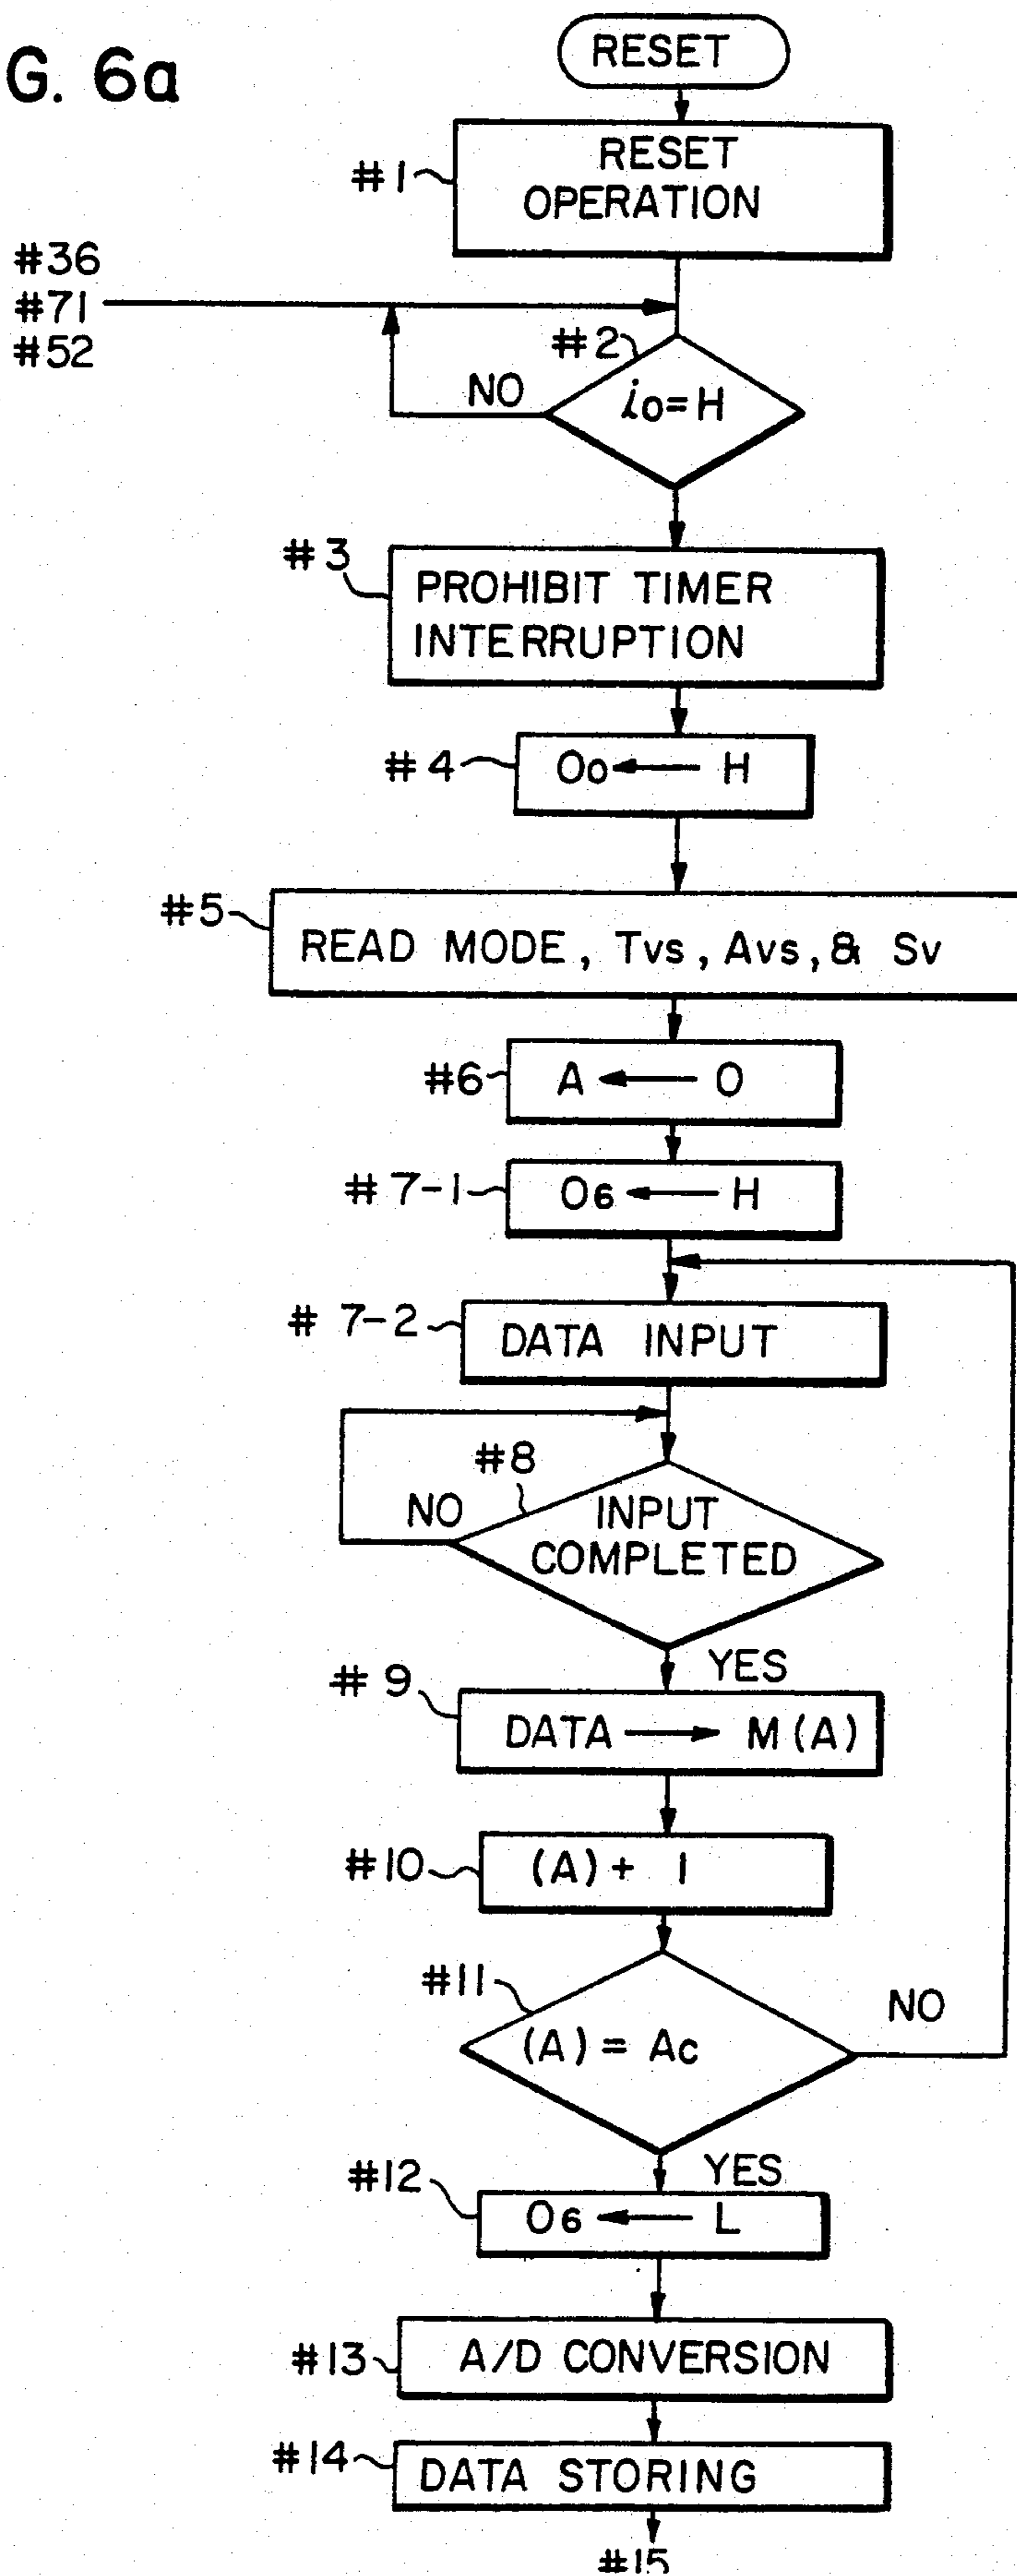 G. 6a
RESET
#1
RESET
OPERATION
#36
#71
#52
#2
NO
io=H
#3
PROHIBIT TIMER
INTERRUPTION
#4
O0 ← H
#5
READ MODE, Tvs, Avs, & Sv
#6
A ← 0
#7-1
O6 ← H
#7-2
DATA INPUT
#8
NO
INPUT
COMPLETED
YES
#9
DATA → M(A)
#10
(A)+ 1
#11
NO
(A) = Ac
YES
#12
O6 ← L
#13
A/D CONVERSION
#14
DATA STORING
#15